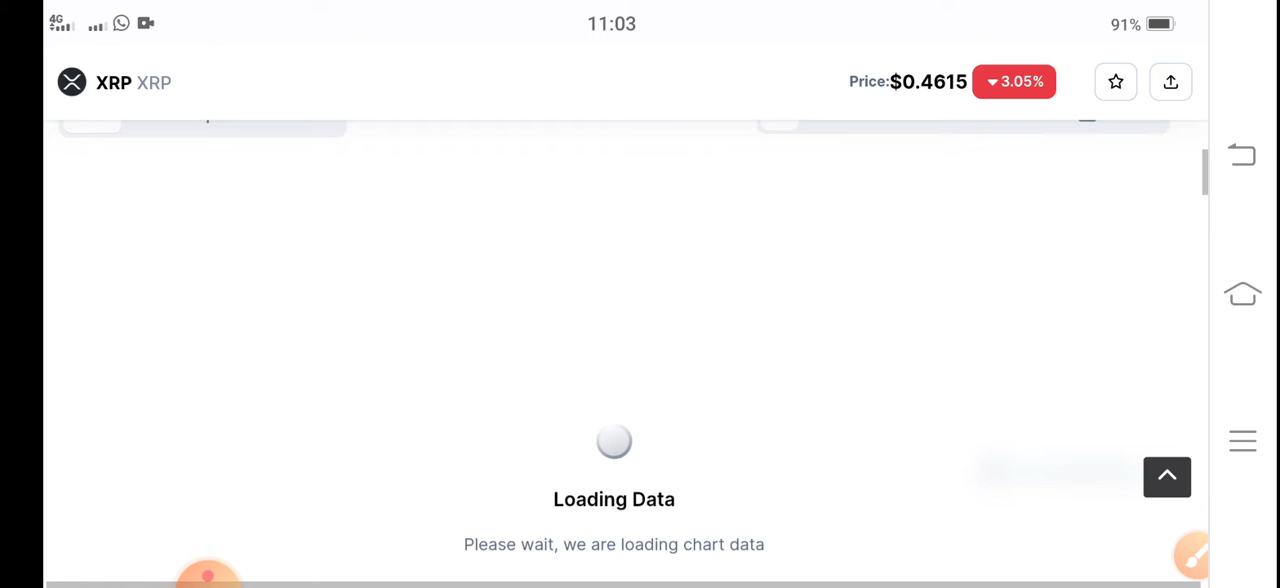 4G 11:03 91%
XRP XRP Price:$0.4615 3.05%
Loading Data
Please wait, we are loading chart data